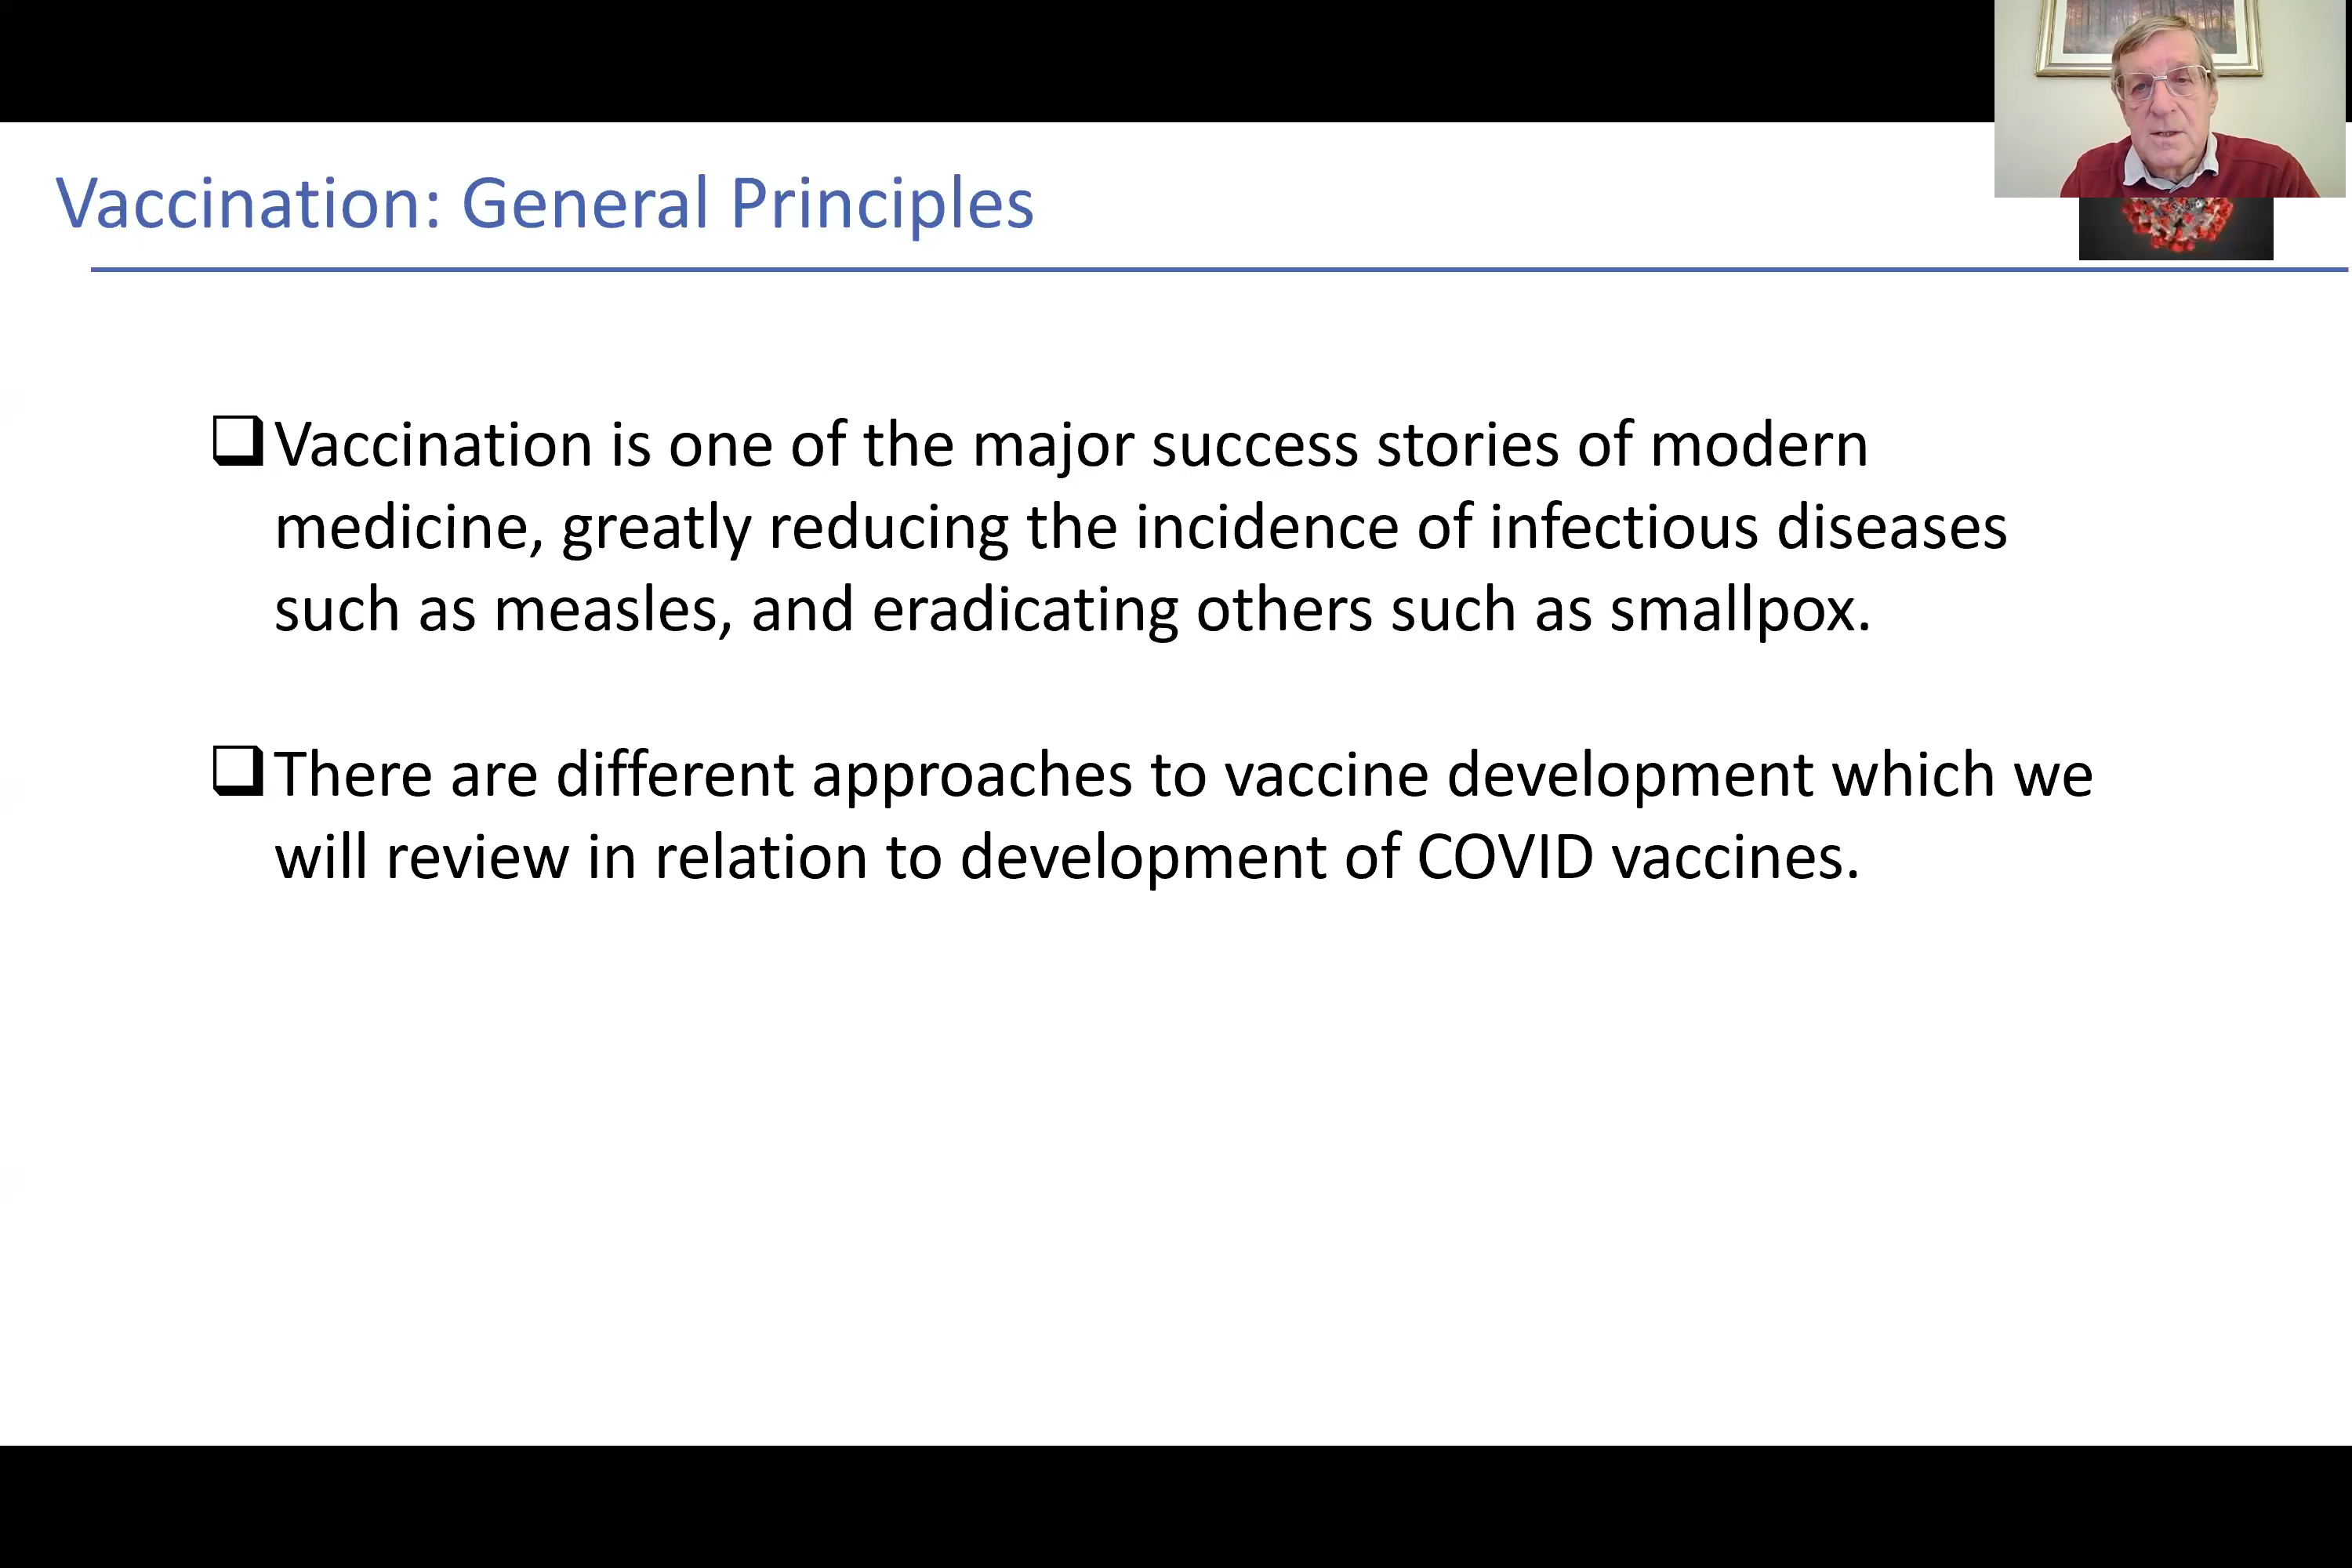 Vaccination: General Principles
Vaccination is one of the major success stories of modern
medicine, greatly reducing the incidence of infectious diseases
such as measles, and eradicating others such as smallpox.
There are different approaches to vaccine development which we
will review in relation to development of COVID vaccines.